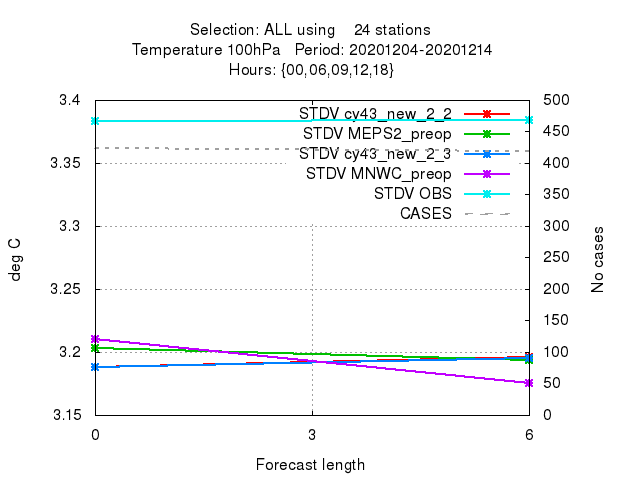 Selection: ALL using 24 stations
Temperature 100hPa Period: 20201204-20201214
Hours: {00,06,09,12,18}
3.4
3.35
3.3
3.25
3.2
3.15
500
450
400
350
300
250
200
150
100
50
0
STDV cy43_new_2_2
STDV MEPS2_preop
STDV cy43_new_2_3
STDV MNWC_preop
STDV OBS
CASES
deg C
No cases
0 3 6
Forecast length